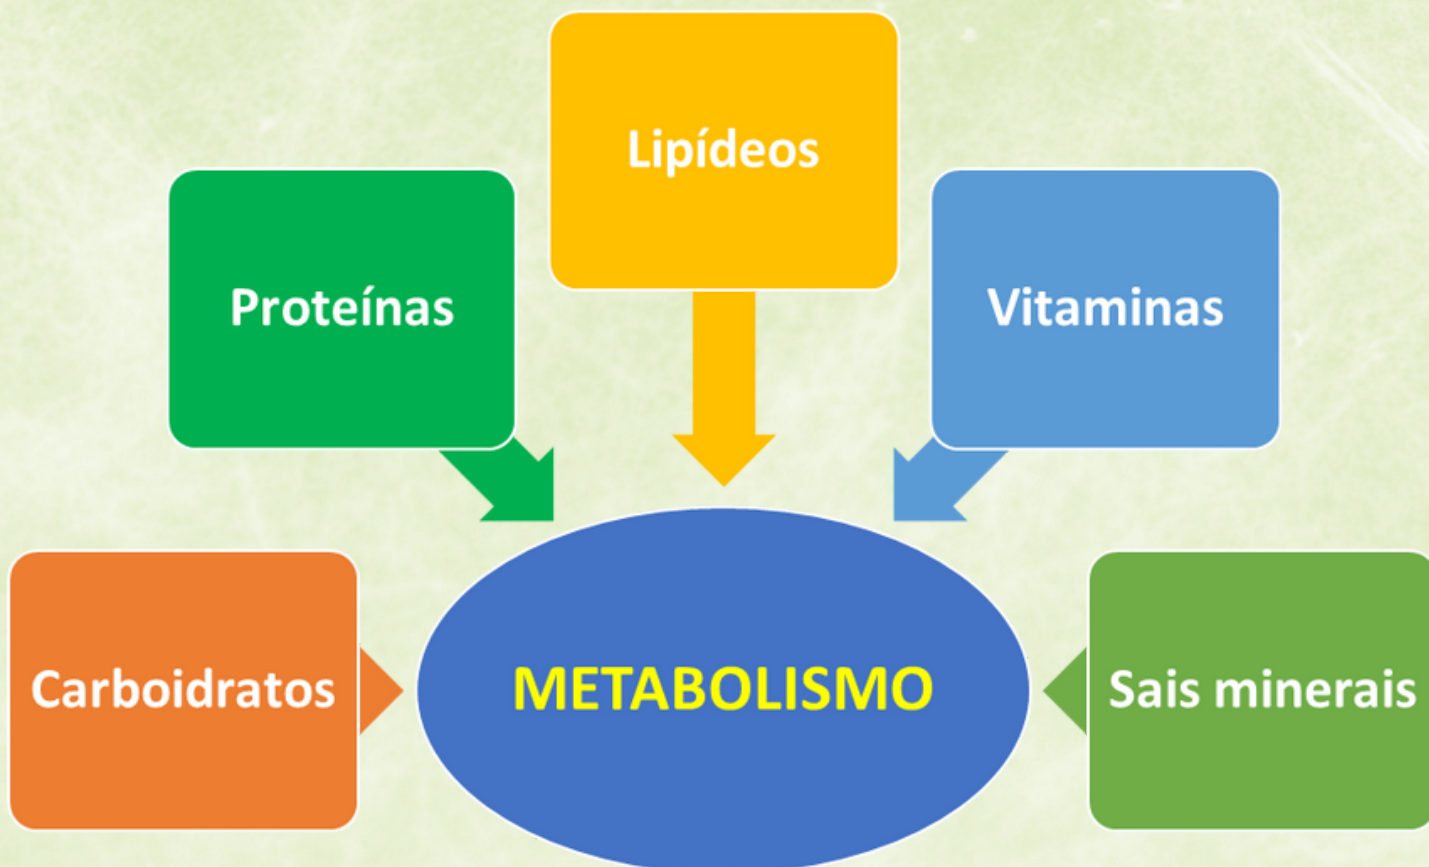 Lipídeos
Proteínas
Vitaminas
Carboidratos
METABOLISMO
Sais minerais